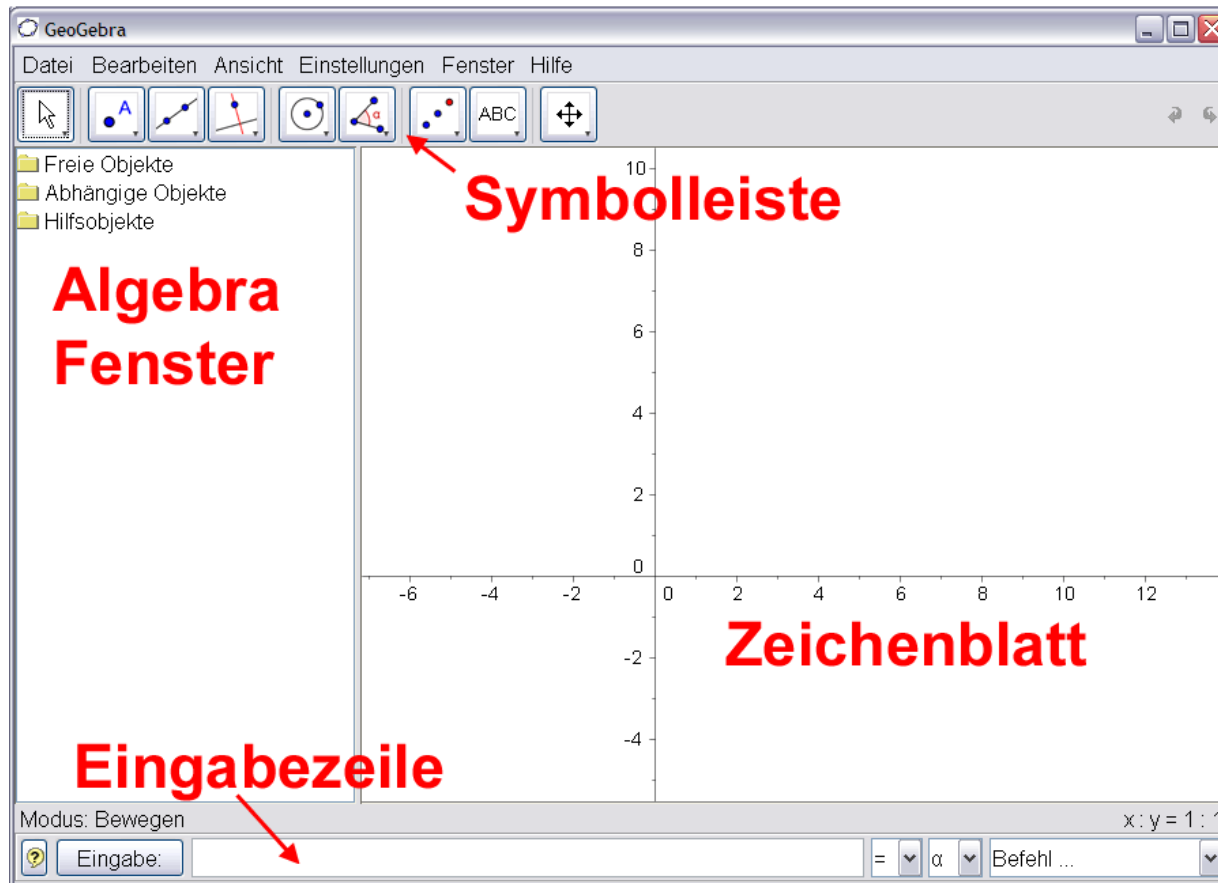 GeoGebra
Datei Bearbeiten Ansicht Einstellungen Fenster Hilfe
A α ABC
Freie Objekte
Abhängige Objekte
Hilfsobjekte
Symbolleiste
Algebra
Fenster
10
8
6
4
2
0
-6 -4 -2 0 2 4 6 8 10 12
Zeichenblatt
-2
-4
Eingabezeile
Modus: Bewegen x : y = 1 : 1
? Eingabe: = α Befehl ...